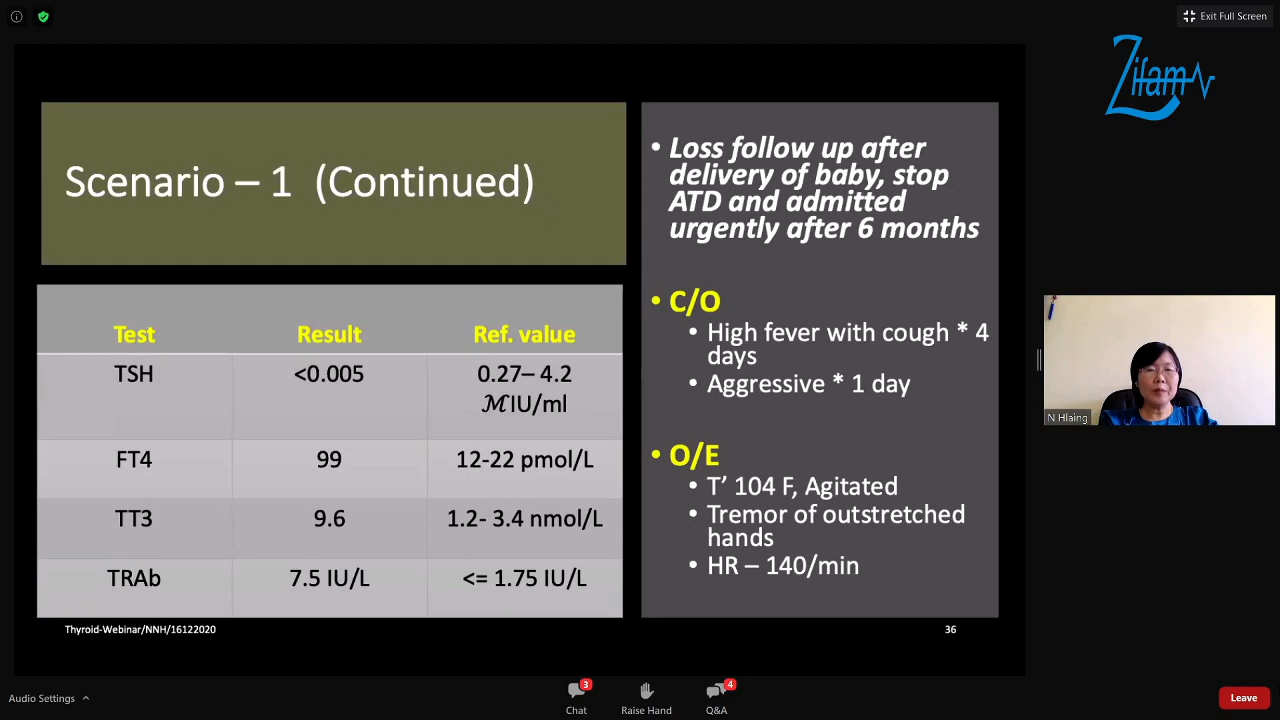 Exit Full Screen
Zifam
Scenario – 1 (Continued)
Test Result Ref. value
TSH <0.005 0.27– 4.2
ℳIU/ml
FT4 99 12-22 pmol/L
TT3 9.6 1.2- 3.4 nmol/L
TRAb 7.5 IU/L <= 1.75 IU/L
• Loss follow up after
delivery of baby, stop
ATD and admitted
urgently after 6 months
• C/O
• High fever with cough * 4
days
• Aggressive * 1 day
• O/E
• T’ 104 F, Agitated
• Tremor of outstretched
hands
• HR – 140/min
Thyroid-Webinar/NNH/16122020
36
N Hlaing
Audio Settings
3
Chat
Raise Hand
4
Q&A
Leave